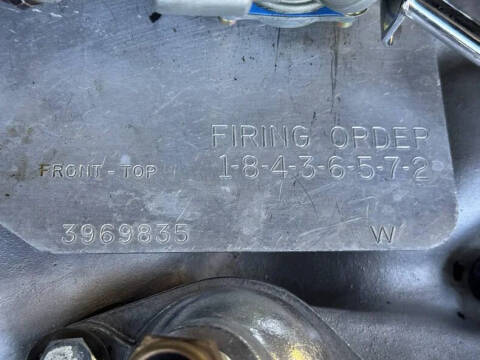 FIRING ORDER
FRONT - TOP 1-8-4-3-6-5-7-2
3969835 W